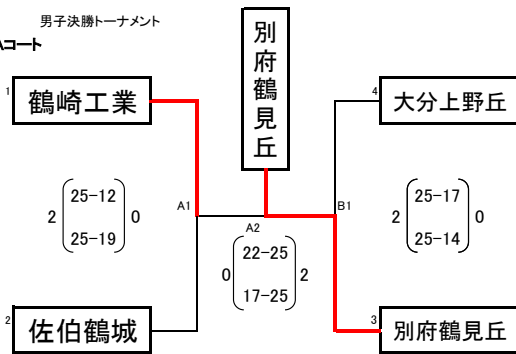 男子決勝トーナメント
Aコート
別府鶴見丘
1
鶴崎工業
4
大分上野丘
2
25-12
25-19
0
A1
B1
2
25-17
25-14
0
A2
0
22-25
17-25
2
2
佐伯鶴城
3
別府鶴見丘